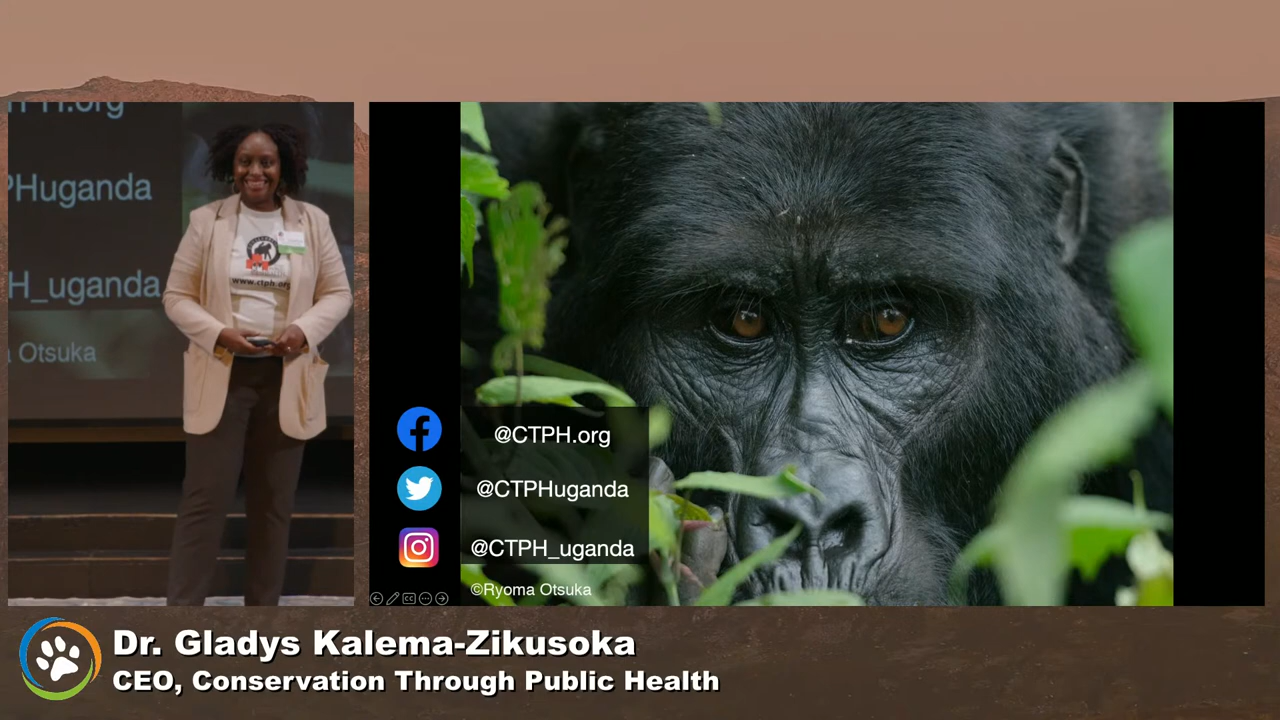 PHuganda
H_uganda
Otsuka
www.ctph.org
@CTPH.org
@CTPHuganda
@CTPH_uganda
©Ryoma Otsuka
Dr. Gladys Kalema-Zikusoka
CEO, Conservation Through Public Health